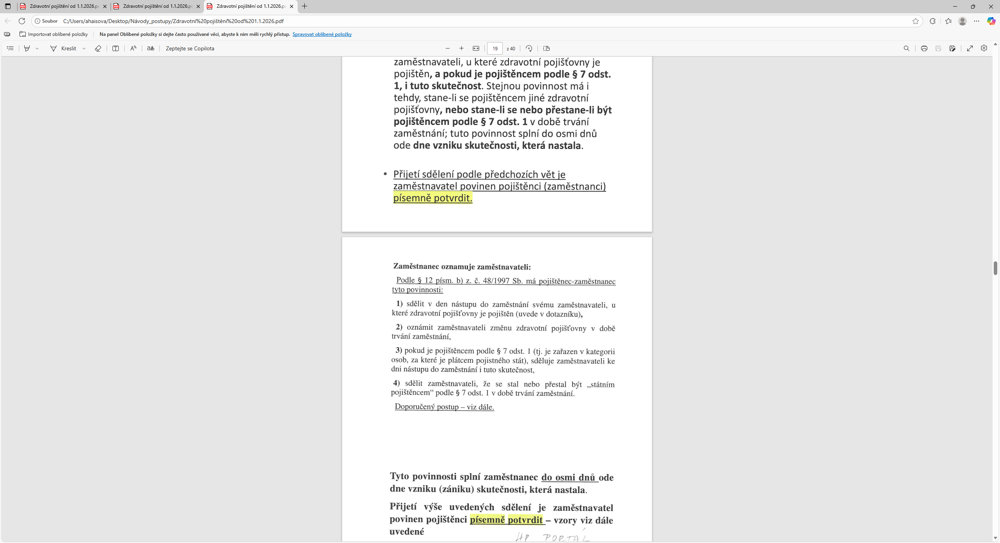 Zdravotní pojištění od 1.1.2026.pd
Zdravotní pojištění od 1.1.2026.pd
Zdravotní pojištění od 1.1.2026.pd
Soubor C:/Users/ahaisova/Desktop/Návody_postupy/Zdravotní%20pojištění%20od%201.1.2026.pdf
Importovat oblíbené položky
Na panel Oblíbené položky si dejte často používané věci, abyste k nim měli rychlý přístup. Spravovat oblíbené položky
Kreslit
Zeptejte se Copilota
19 z 40
zaměstnavateli, u které zdravotní pojišťovny je
pojištěn, a pokud je pojištěncem podle § 7 odst.
1, i tuto skutečnost. Stejnou povinnost má i
tehdy, stane-li se pojištěncem jiné zdravotní
pojišťovny, nebo stane-li se nebo přestane-li být
pojištěncem podle § 7 odst. 1 v době trvání
zaměstnání; tuto povinnost splní do osmi dnů
ode dne vzniku skutečnosti, která nastala.
• Přijetí sdělení podle předchozích vět je
zaměstnavatel povinen pojištěnci (zaměstnanci)
písemně potvrdit.
Zaměstnanec oznamuje zaměstnavateli:
Podle § 12 písm. b) z. č. 48/1997 Sb. má pojištěnec-zaměstnanec
tyto povinnosti:
1) sdělit v den nástupu do zaměstnání svému zaměstnavateli, u
které zdravotní pojišťovny je pojištěn (uvede v dotazníku),
2) oznámit zaměstnavateli změnu zdravotní pojišťovny v době
trvání zaměstnání,
3) pokud je pojištěncem podle § 7 odst. 1 (tj. je zařazen v kategorii
osob, za které je plátcem pojistného stát), sděluje zaměstnavateli ke
dni nástupu do zaměstnání i tuto skutečnost,
4) sdělit zaměstnavateli, že se stal nebo přestal být „státním
pojištěncem“ podle § 7 odst. 1 v době trvání zaměstnání.
Doporučený postup – viz dále.
Tyto povinnosti splní zaměstnanec do osmi dnů ode
dne vzniku (zániku) skutečnosti, která nastala.
Přijetí výše uvedených sdělení je zaměstnavatel
povinen pojištěnci písemně potvrdit – vzory viz dále
uvedené
HR PORTÁL